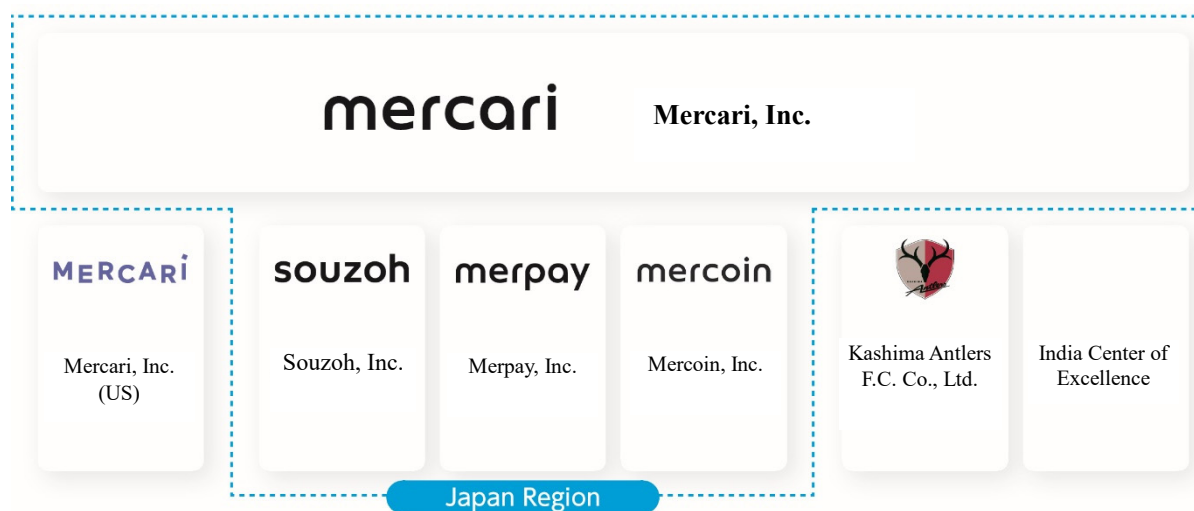 mercari
Mercari, Inc.
MERCARI
Mercari, Inc.
(US)
souzoh
Souzoh, Inc.
merpay
Merpay, Inc.
mercoin
Mercoin, Inc.
Antlers
Kashima Antlers
F.C. Co., Ltd.
India Center of
Excellence
Japan Region